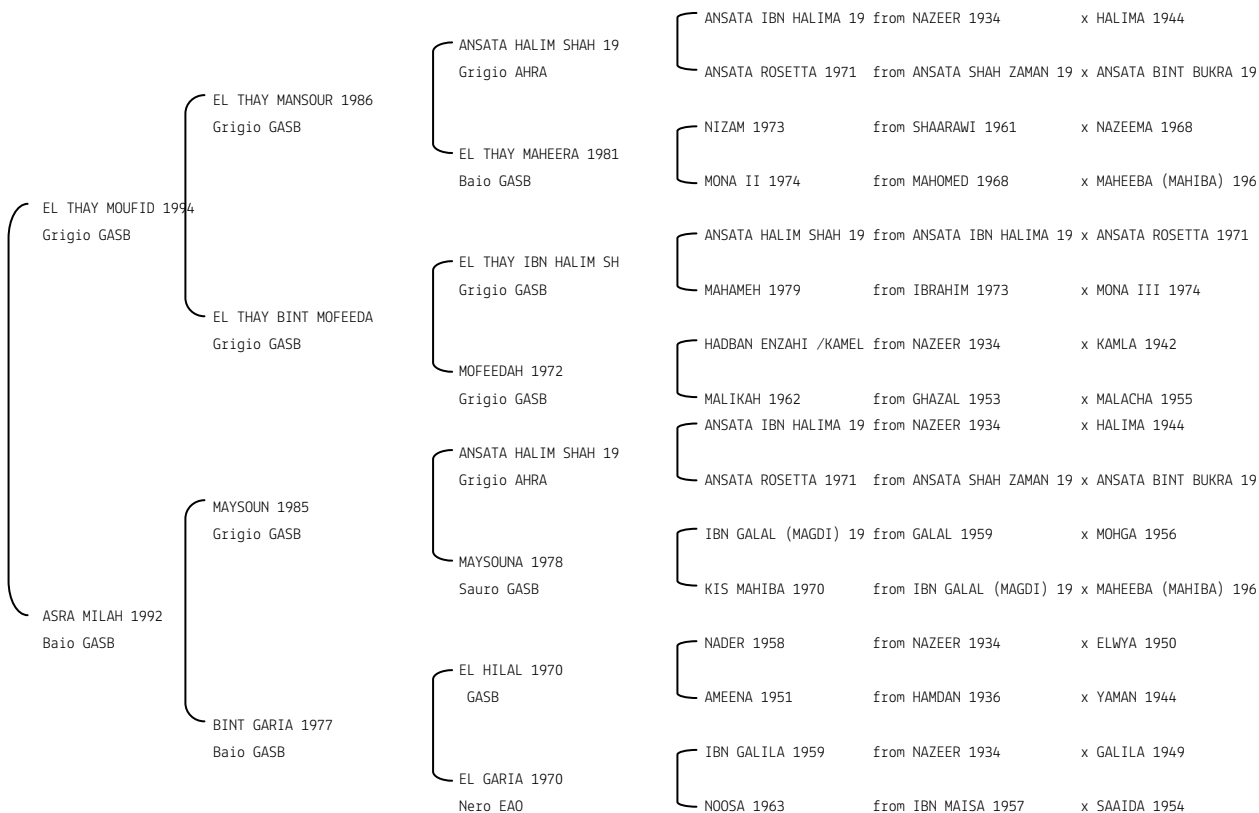 ANSATA IBN HALIMA 19 from NAZEER 1934 x HALIMA 1944
ANSATA HALIM SHAH 19
Grigio AHRA
ANSATA ROSETTA 1971 from ANSATA SHAH ZAMAN 19 x ANSATA BINT BUKRA 19
EL THAY MANSOUR 1986
Grigio GASB
NIZAM 1973 from SHAARAWI 1961 x NAZEEMA 1968
EL THAY MAHEERA 1981
Baio GASB
MONA II 1974 from MAHOMED 1968 x MAHEEBA (MAHIBA) 196
EL THAY MOUFID 1994
Grigio GASB
ANSATA HALIM SHAH 19 from ANSATA IBN HALIMA 19 x ANSATA ROSETTA 1971
EL THAY IBN HALIM SH
Grigio GASB
MAHAMEH 1979 from IBRAHIM 1973 x MONA III 1974
EL THAY BINT MOFEEDA
Grigio GASB
HADBAN ENZAHI /KAMEL from NAZEER 1934 x KAMLA 1942
MOFEEDAH 1972
Grigio GASB
MALIKAH 1962 from GHAZAL 1953 x MALACHA 1955
ANSATA IBN HALIMA 19 from NAZEER 1934 x HALIMA 1944
ANSATA HALIM SHAH 19
Grigio AHRA
ANSATA ROSETTA 1971 from ANSATA SHAH ZAMAN 19 x ANSATA BINT BUKRA 19
MAYSOUN 1985
Grigio GASB
IBN GALAL (MAGDI) 19 from GALAL 1959 x MOHGA 1956
MAYSOUNA 1978
Sauro GASB
KIS MAHIBA 1970 from IBN GALAL (MAGDI) 19 x MAHEEBA (MAHIBA) 196
ASRA MILAH 1992
Baio GASB
NADER 1958 from NAZEER 1934 x ELWYA 1950
EL HILAL 1970
GASB
AMEENA 1951 from HAMDAN 1936 x YAMAN 1944
BINT GARIA 1977
Baio GASB
IBN GALILA 1959 from NAZEER 1934 x GALILA 1949
EL GARIA 1970
Nero EAO
NOOSA 1963 from IBN MAISA 1957 x SAAIDA 1954